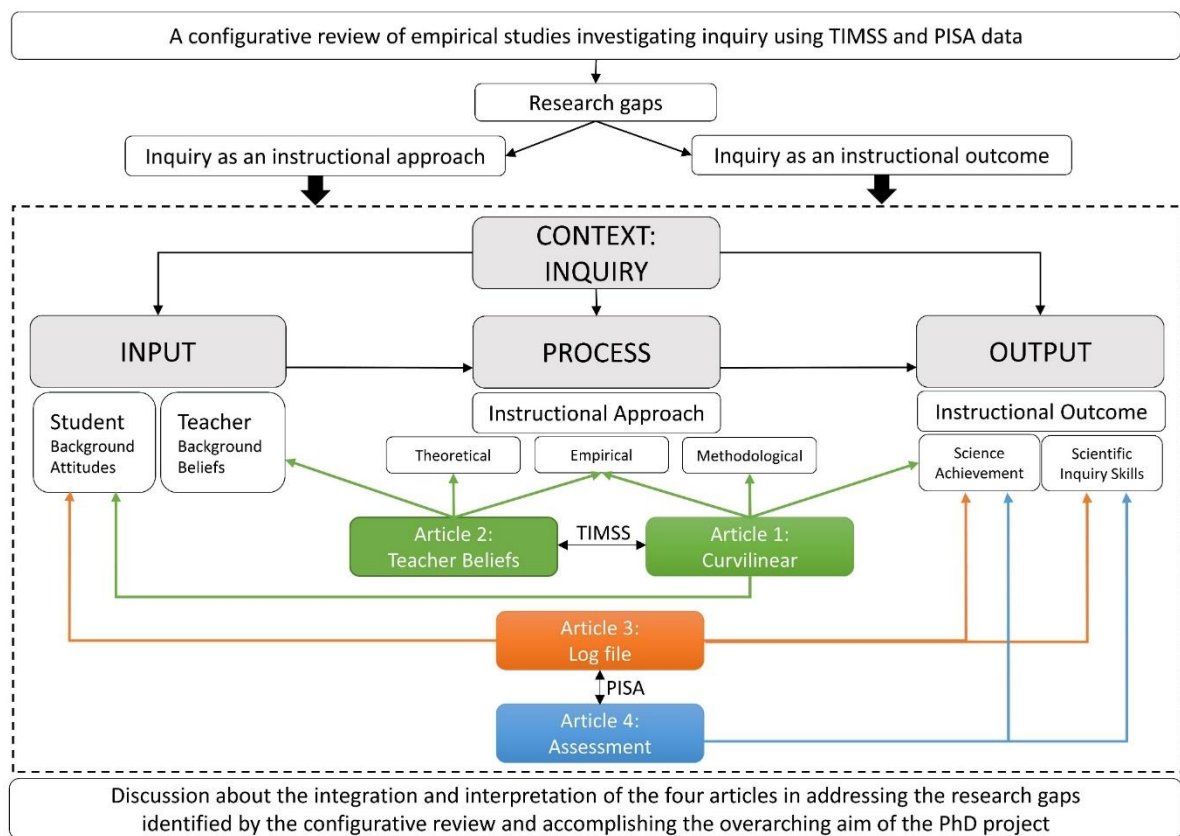 A configurative review of empirical studies investigating inquiry using TIMSS and PISA data
Research gaps
Inquiry as an instructional approach
Inquiry as an instructional outcome
CONTEXT:
INQUIRY
INPUT
PROCESS
OUTPUT
Student
Background
Attitudes
Teacher
Background
Beliefs
Instructional Approach
Instructional Outcome
Theoretical
Empirical
Methodological
Science
Achievement
Scientific
Inquiry Skills
Article 2:
Teacher Beliefs
TIMSS
Article 1:
Curvilinear
Article 3:
Log file
PISA
Article 4:
Assessment
Discussion about the integration and interpretation of the four articles in addressing the research gaps
identified by the configurative review and accomplishing the overarching aim of the PhD project